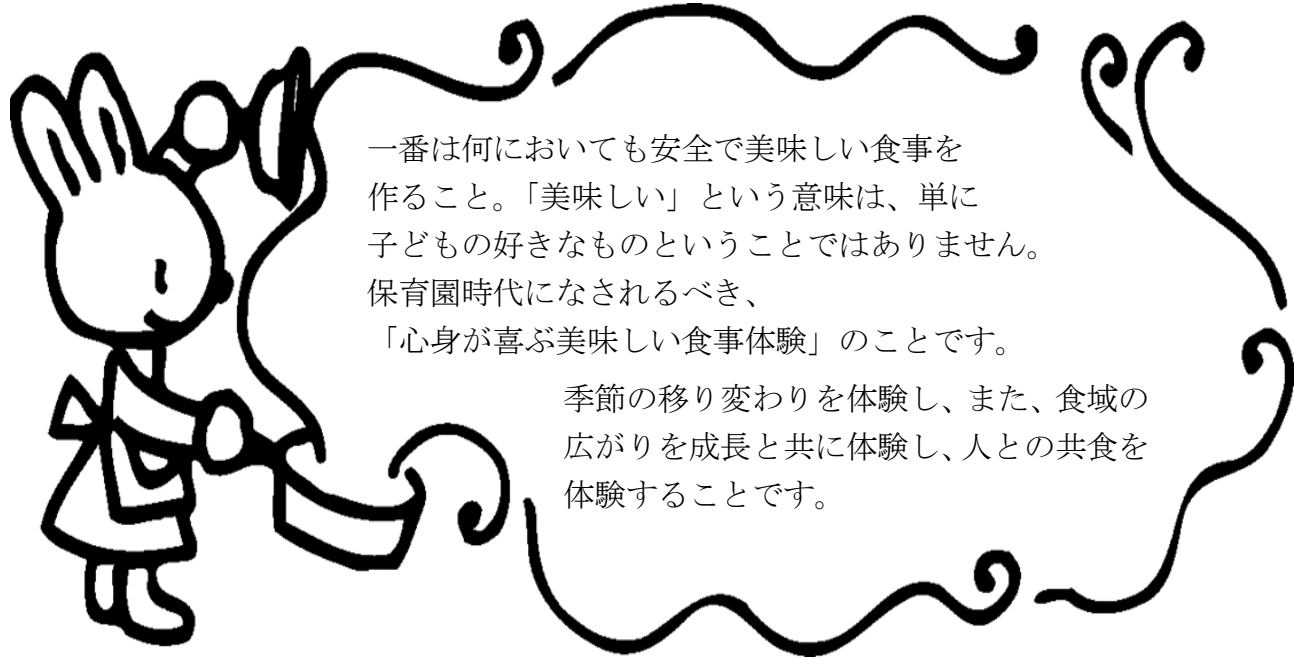 一番は何においても安全で美味しい食事を
作ること。「美味しい」という意味は、単に
子どもの好きなものということではありません。
保育園時代になされるべき、
「心身が喜ぶ美味しい食事体験」のことです。
季節の移り変わりを体験し、また、食域の
広がりを成長と共に体験し、人との共食を
体験することです。